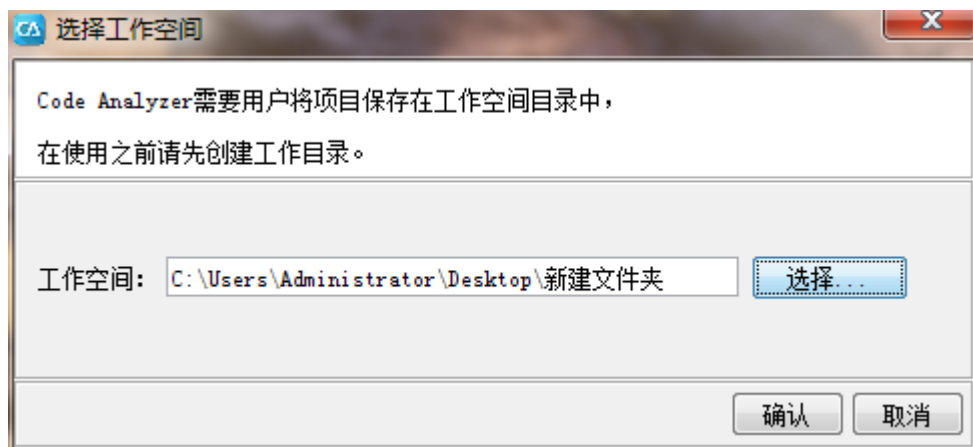 CA 选择工作空间
Code Analyzer需要用户将项目保存在工作空间目录中，
在使用之前请先创建工作目录。
工作空间： C:\Users\Administrator\Desktop\新建文件夹 选择...
确认 取消